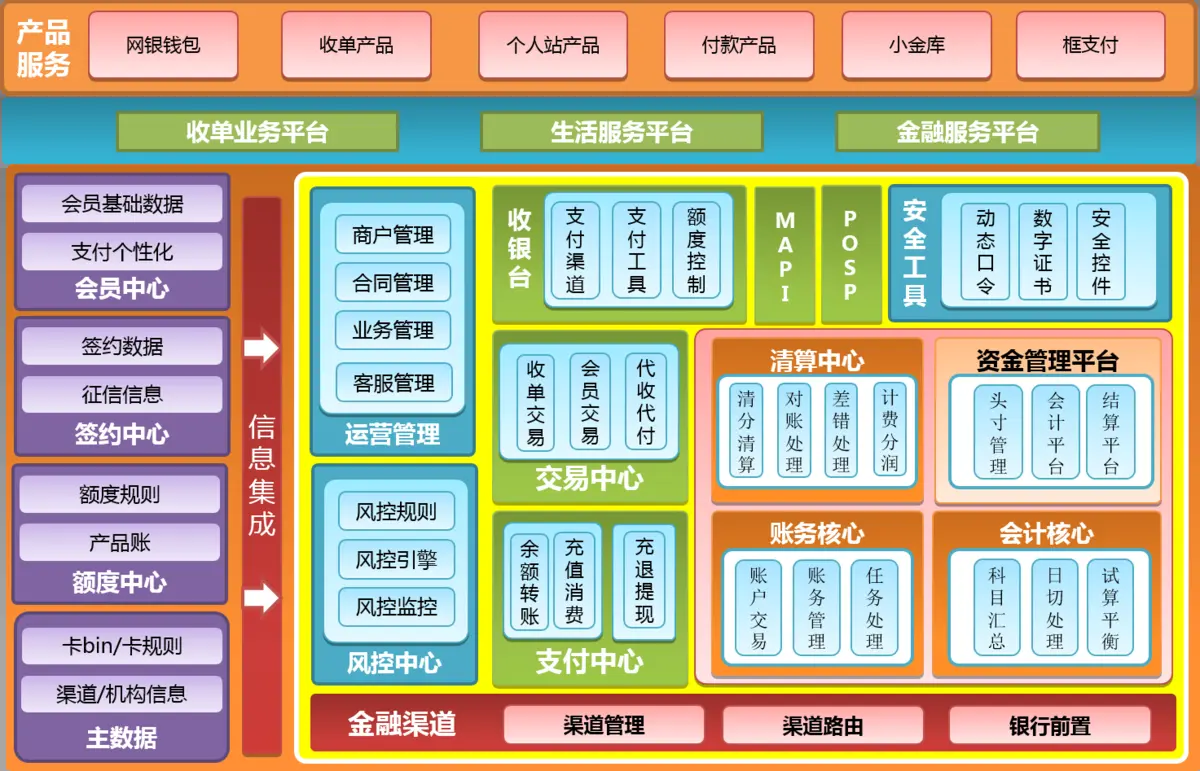 产品
服务
网银钱包
收单产品
个人站产品
付款产品
小金库
框支付
收单业务平台
生活服务平台
金融服务平台
会员基础数据
支付个性化
会员中心
签约数据
征信信息
签约中心
额度规则
产品账
额度中心
卡bin/卡规则
渠道/机构信息
主数据
信息集成
商户管理
合同管理
业务管理
客服管理
运营管理
风控规则
风控引擎
风控监控
风控中心
收银台
支付渠道
支付工具
额度控制
MAPI
POSP
安全工具
动态口令
数字证书
安全控件
收单交易
会员交易
代收代付
交易中心
余额转账
充值消费
充退提现
支付中心
清算中心
清分清算
对账处理
差错处理
计费分润
资金管理平台
头寸管理
会计平台
结算平台
账务核心
账户交易
账务管理
任务处理
会计核心
科目汇总
日切处理
试算平衡
金融渠道
渠道管理
渠道路由
银行前置